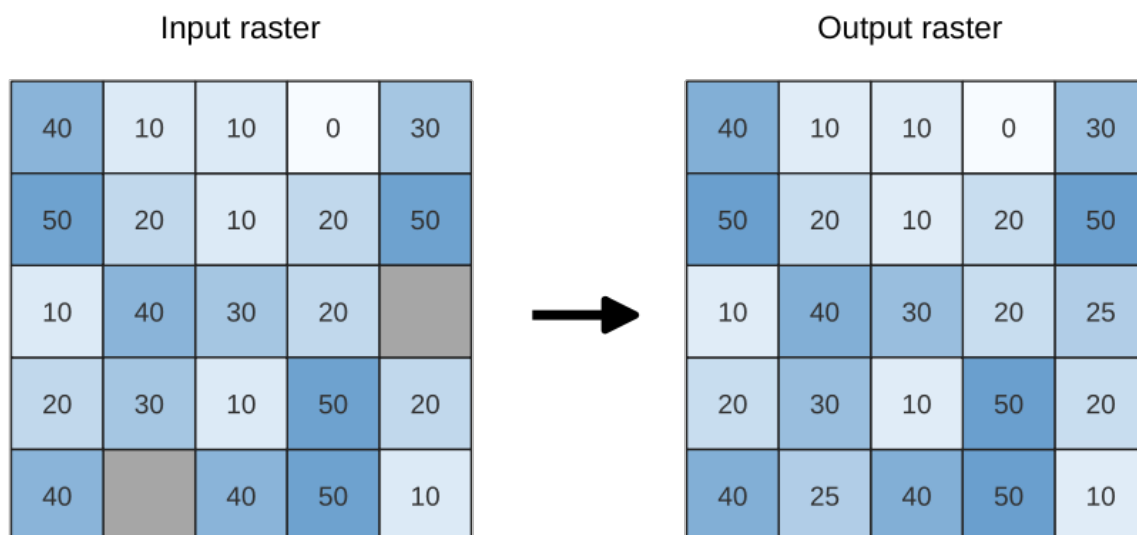 Input raster Output raster
40 10 10 0 30 40 10 10 0 30
50 20 10 20 50 50 20 10 20 50
10 40 30 20 10 40 30 20 25
20 30 10 50 20 20 30 10 50 20
40 40 50 10 40 25 40 50 10